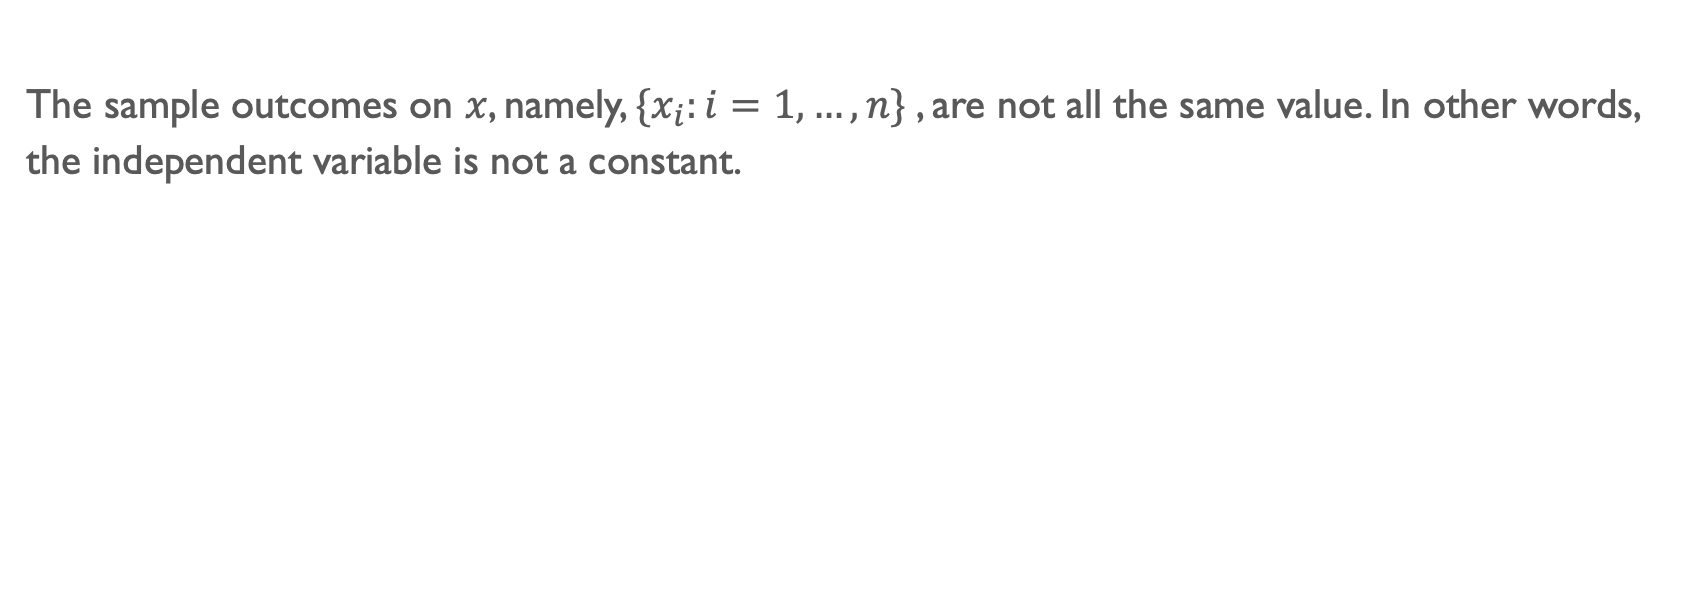 The sample outcomes on x, namely, {xᵢ: i = 1, ..., n} , are not all the same value. In other words,
the independent variable is not a constant.